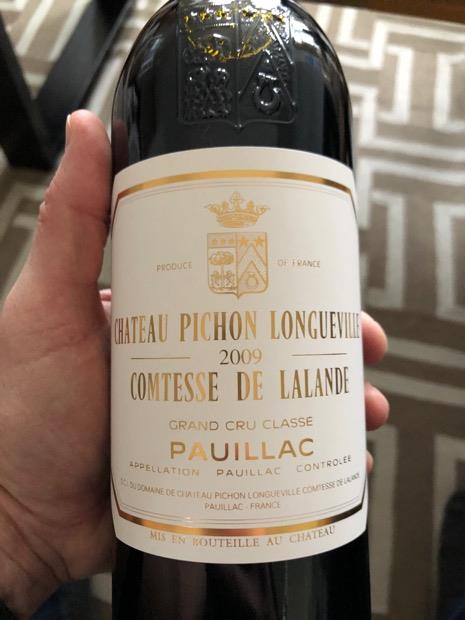 PRODUCE OF FRANCE
CHATEAU PICHON LONGUEVILLE
2009
COMTESSE DE LALANDE
GRAND CRU CLASSÉ
PAUILLAC
APPELLATION PAUILLAC CONTROLÉE
S.C.I. DU DOMAINE DE CHATEAU PICHON LONGUEVILLE COMTESSE DE LALANDE
PAUILLAC - FRANCE
MIS EN BOUTEILLE AU CHÂTEAU